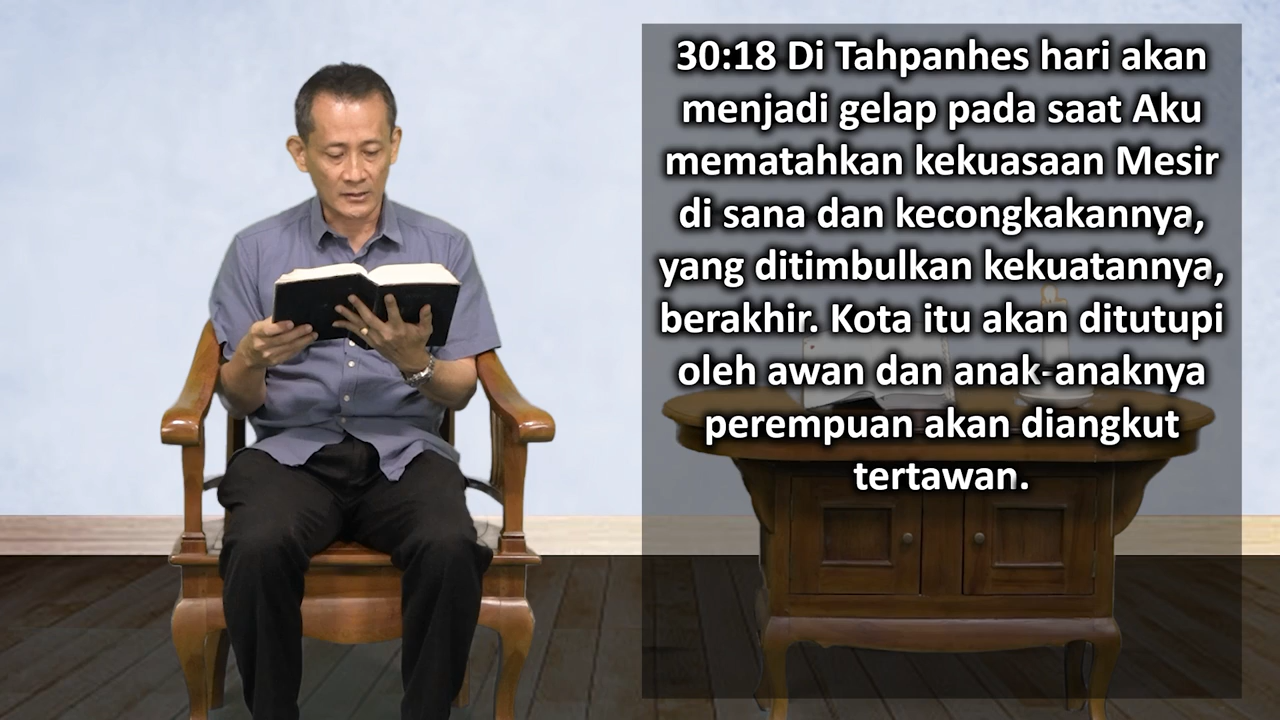 30:18 Di Tahpanhes hari akan
menjadi gelap pada saat Aku
mematahkan kekuasaan Mesir
di sana dan kecongkakannya,
yang ditimbulkan kekuatannya,
berakhir. Kota itu akan ditutupi
oleh awan dan anak-anaknya
perempuan akan diangkut
tertawan.